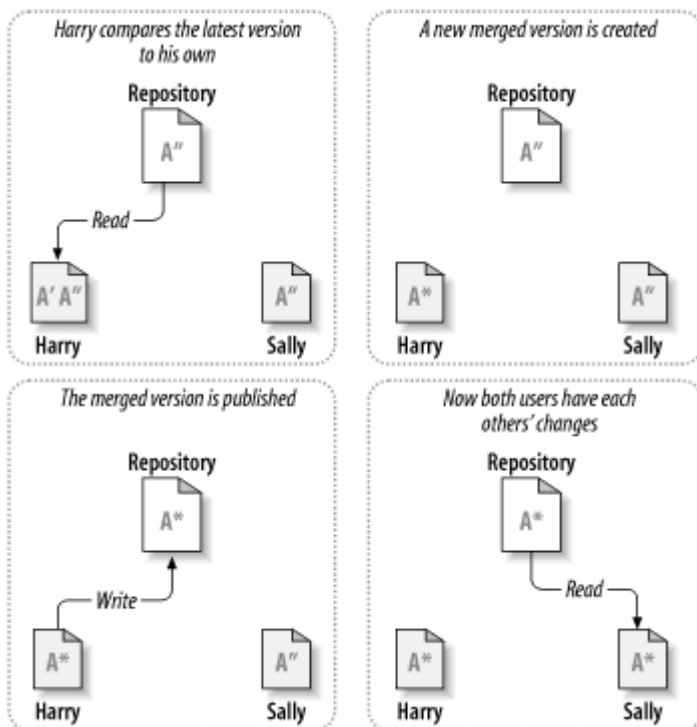 Harry compares the latest version
to his own
Repository
A″
Read
A′ A″
A″
Harry
Sally
A new merged version is created
Repository
A″
A*
A″
Harry
Sally
The merged version is published
Repository
A*
Write
A*
A″
Harry
Sally
Now both users have each
others’ changes
Repository
A*
Read
A*
A*
Harry
Sally